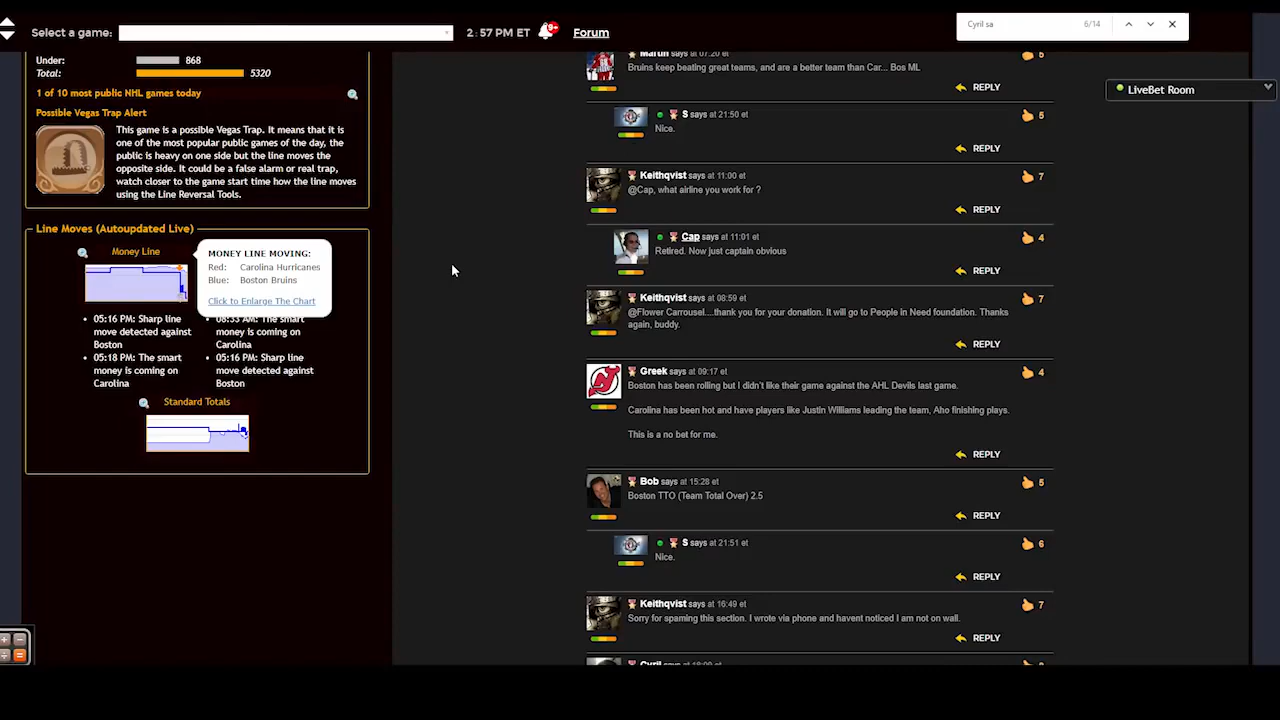 Select a game:
2:57 PM ET
9+
Forum
Cyril sa
6/14
LiveBet Room
Under:
868
Total:
5320
1 of 10 most public NHL games today
Possible Vegas Trap Alert
This game is a possible Vegas Trap. It means that it is
one of the most popular public games of the day, the
public is heavy on one side but the line moves the
opposite side. It could be a false alarm or real trap,
watch closer to the game start time how the line moves
using the Line Reversal Tools.
Line Moves (Autoupdated Live)
Money Line
MONEY LINE MOVING:
Red: Carolina Hurricanes
Blue: Boston Bruins
Click to Enlarge The Chart
05:16 PM: Sharp line
move detected against
Boston
05:18 PM: The smart
money is coming on
Carolina
08:33 AM: The smart
money is coming on
Carolina
05:16 PM: Sharp line
move detected against
Boston
Standard Totals
Martin says at 07:20 et
5
Bruins keep beating great teams, and are a better team than Car... Bos ML
REPLY
S says at 21:50 et
5
Nice.
REPLY
Keithqvist says at 11:00 et
7
@Cap, what airline you work for ?
REPLY
Cap says at 11:01 et
4
Retired. Now just captain obvious
REPLY
Keithqvist says at 08:59 et
7
@Flower Carrousel....thank you for your donation. It will go to People in Need foundation. Thanks
again, buddy.
REPLY
Greek says at 09:17 et
4
Boston has been rolling but I didn't like their game against the AHL Devils last game.
Carolina has been hot and have players like Justin Williams leading the team, Aho finishing plays.
This is a no bet for me.
REPLY
Bob says at 15:28 et
5
Boston TTO (Team Total Over) 2.5
REPLY
S says at 21:51 et
6
Nice.
REPLY
Keithqvist says at 16:49 et
7
Sorry for spaming this section. I wrote via phone and havent noticed I am not on wall.
REPLY
Cyril says at